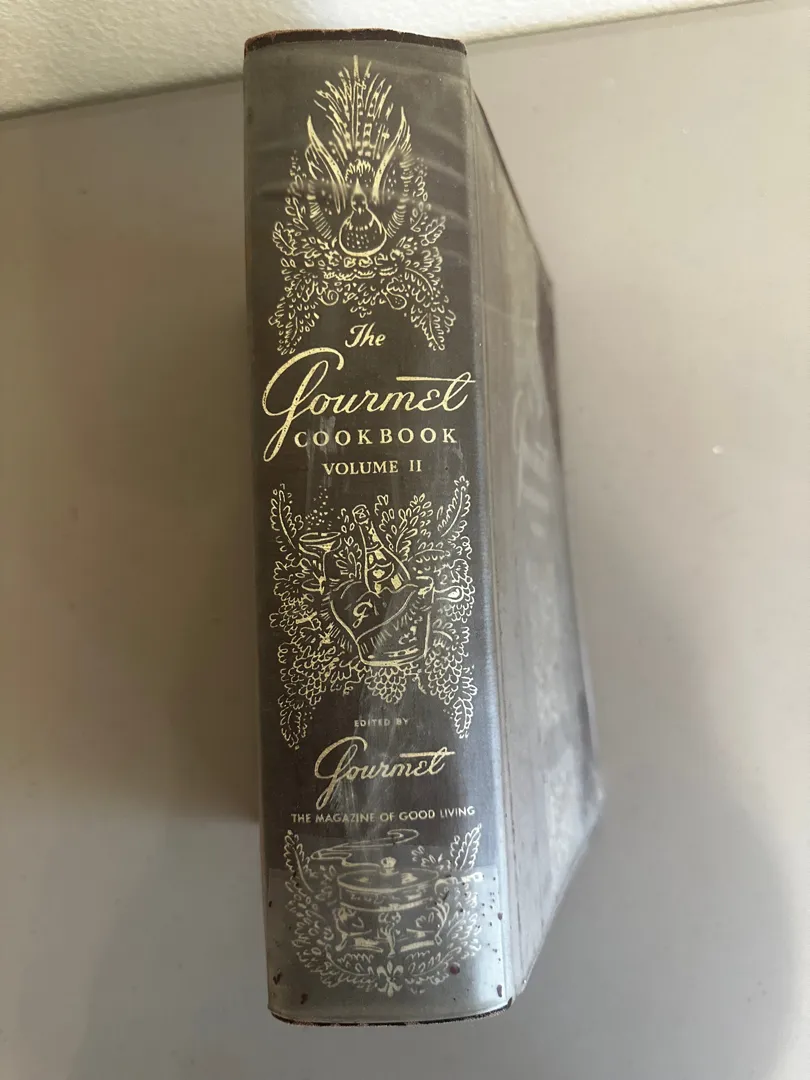 The
Gourmet
COOKBOOK
VOLUME II
G
EDITED BY
Gourmet
THE MAGAZINE OF GOOD LIVING